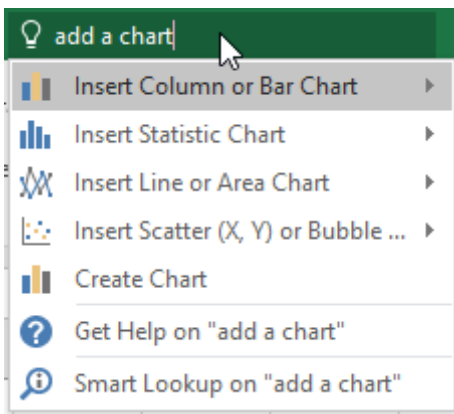 add a chart
Insert Column or Bar Chart
Insert Statistic Chart
Insert Line or Area Chart
Insert Scatter (X, Y) or Bubble ...
Create Chart
Get Help on "add a chart"
Smart Lookup on "add a chart"